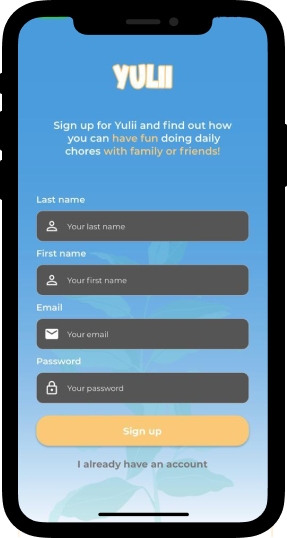 YULII
Sign up for Yulii and find out how
you can have fun doing daily
chores with family or friends!
Last name
Your last name
First name
Your first name
Email
Your email
Password
Your password
Sign up
I already have an account